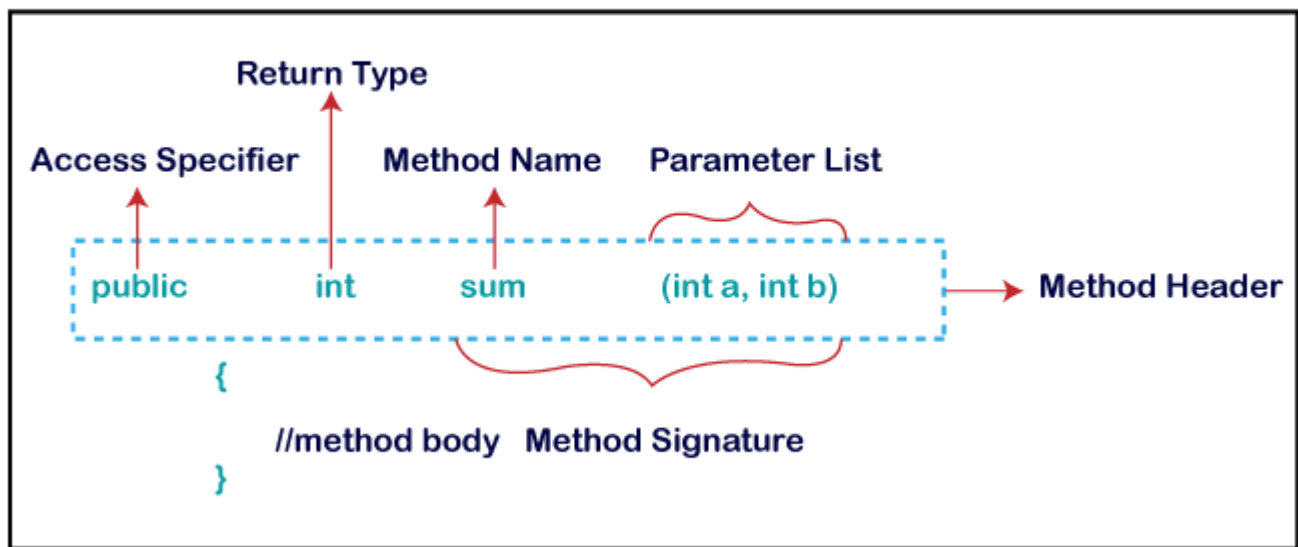 Return Type
Access Specifier Method Name Parameter List
public int sum (int a, int b) Method Header
{
//method body Method Signature
}